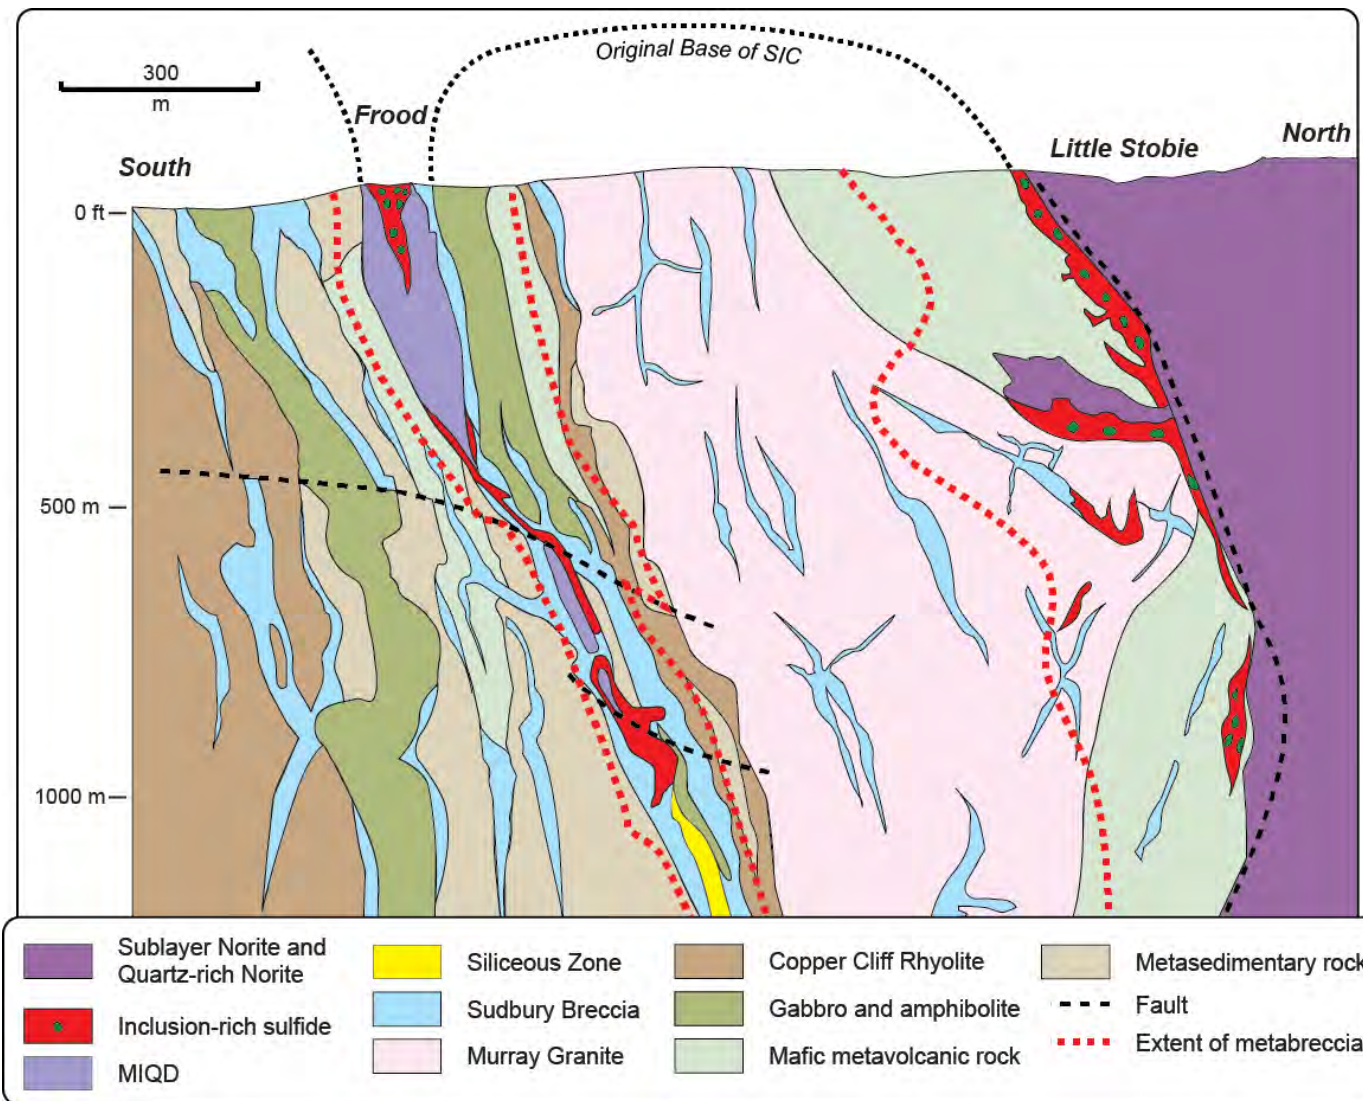 Original Base of SIC
300
m
Frood
South
Little Stobie
North
0 ft
500 m
1000 m
Sublayer Norite and
Quartz-rich Norite
Inclusion-rich sulfide
MIQD
Siliceous Zone
Sudbury Breccia
Murray Granite
Copper Cliff Rhyolite
Gabbro and amphibolite
Mafic metavolcanic rock
Metasedimentary rock
Fault
Extent of metabreccia